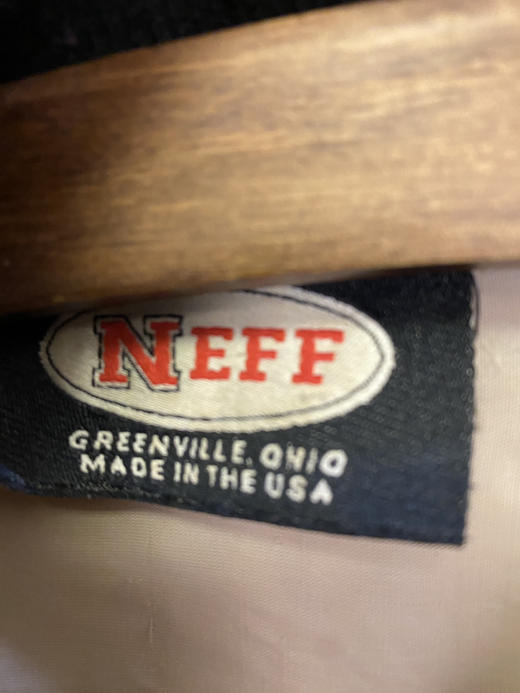 NEFF
GREENVILLE, OHIO
MADE IN THE USA